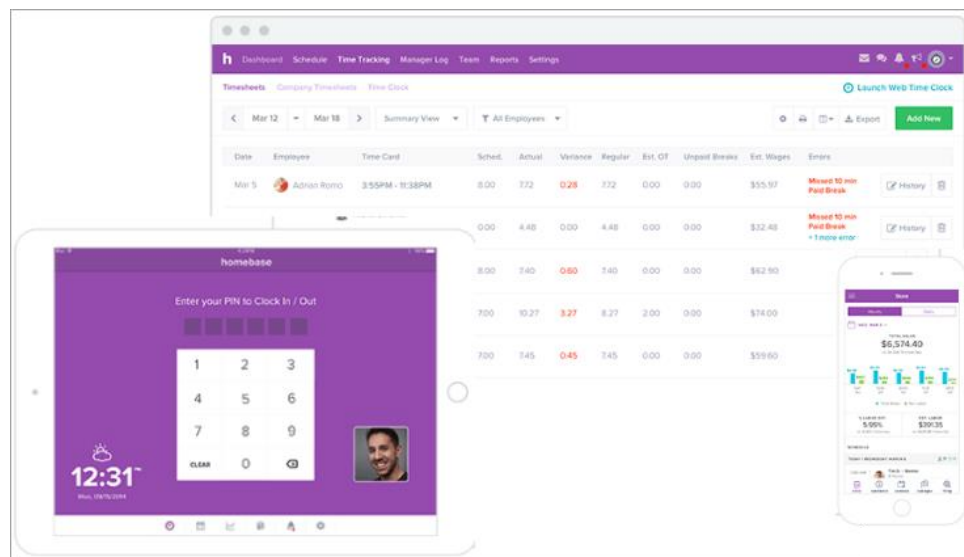 h Dashboard Schedule Time Tracking Manager Log Team Reports Settings
Timesheets Company Timesheets Time Clock Launch Web Time Clock
Mar 12 - Mar 18 Summary View All Employees Export Add New
Date Employee Time Card Sched. Actual Variance Regular Est. OT Unpaid Breaks Est. Wages Errors
Mar 5 Adrian Romo 3:55PM - 11:38PM 8.00 7.72 0.28 7.72 0.00 0.00 $55.97 Missed 10 min Paid Break History
0.00 4.48 0.00 4.48 0.00 0.00 $32.48 Missed 10 min Paid Break + 1 more error History
8.00 7.40 0.60 7.40 0.00 0.00 $62.90
7.00 10.27 3.27 8.27 2.00 0.00 $74.00
7.00 7.45 0.45 7.45 0.00 0.00 $59.60
homebase
Enter your PIN to Clock In / Out
1 2 3
4 5 6
7 8 9
CLEAR 0
12:31
$6,574.40
5.95% $391.35